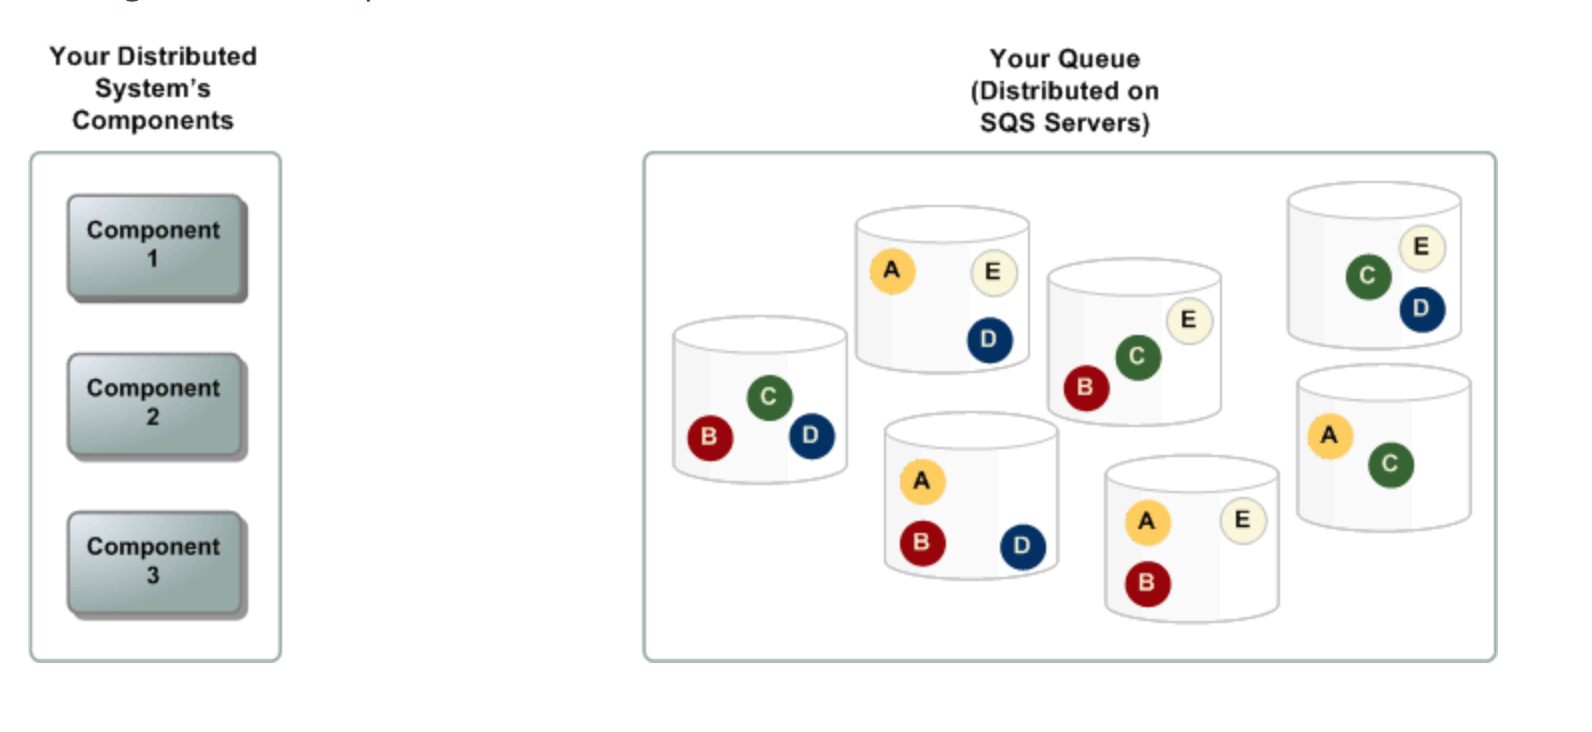 Your Distributed
System's
Components
Component
1
Component
2
Component
3
Your Queue
(Distributed on
SQS Servers)
C
B
D
A
E
D
E
C
B
A
B
D
A
E
B
E
C
D
A
C